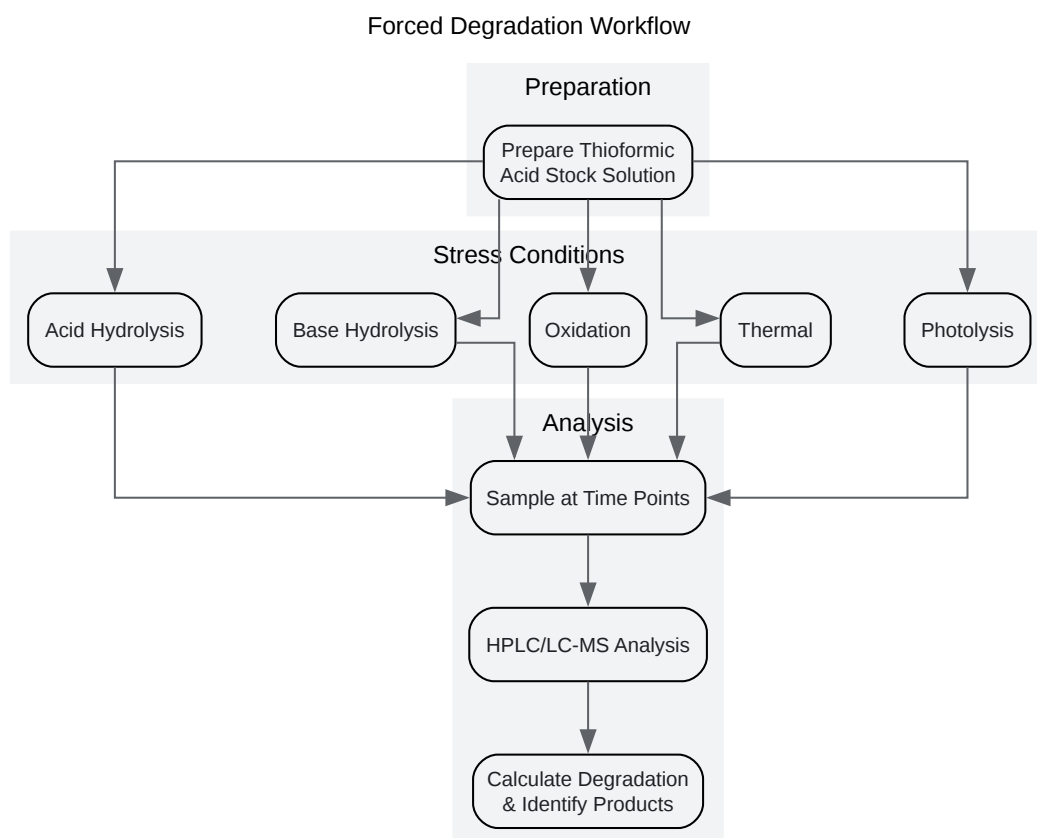 Forced Degradation Workflow
Preparation
Prepare Thioformic
Acid Stock Solution
Stress Conditions
Acid Hydrolysis
Base Hydrolysis
Oxidation
Thermal
Photolysis
Analysis
Sample at Time Points
HPLC/LC-MS Analysis
Calculate Degradation
& Identify Products